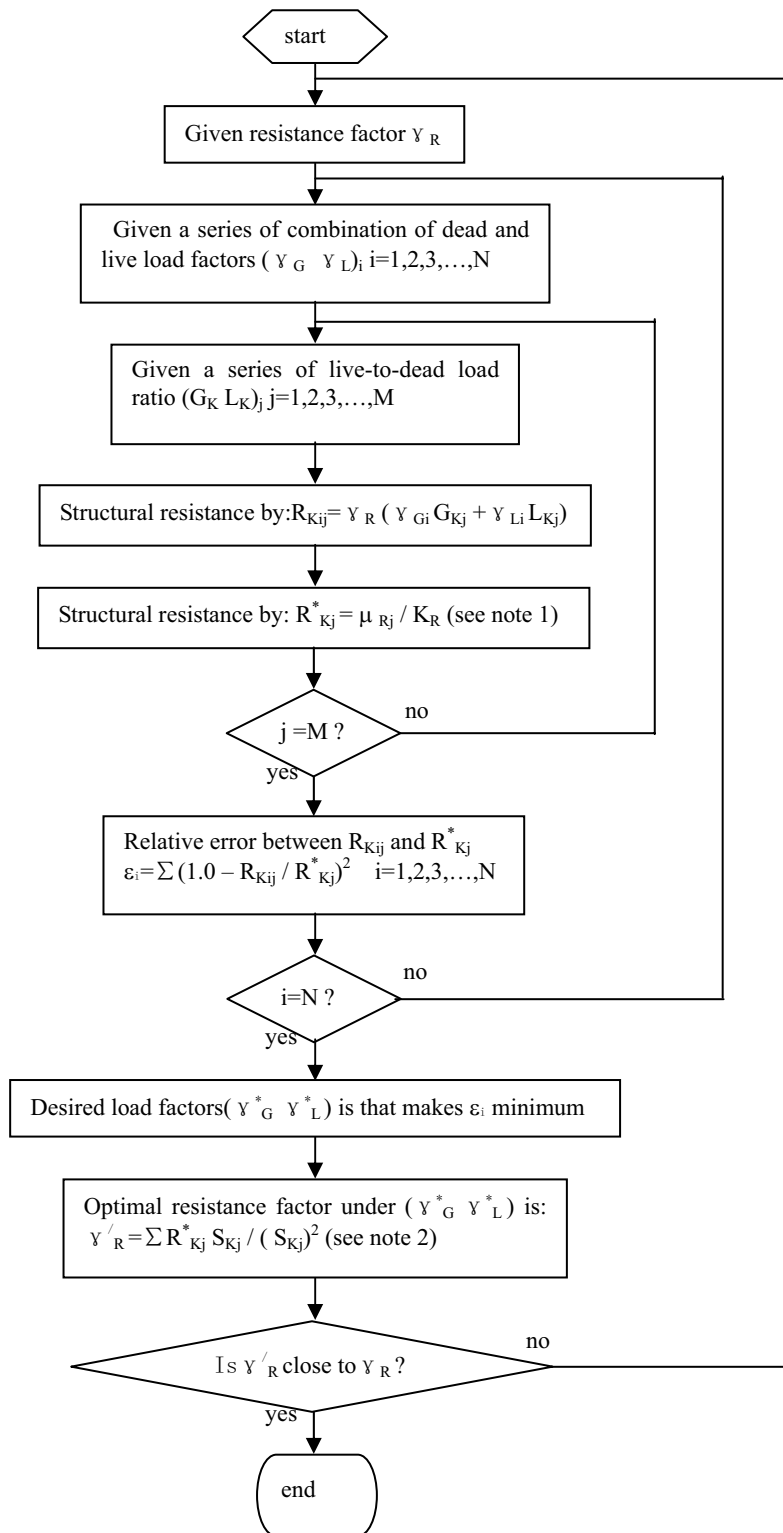 start
Given resistance factor γ R
Given a series of combination of dead and
live load factors ( γ G γ L)i i=1,2,3,…,N
Given a series of live-to-dead load
ratio (GK LK)j j=1,2,3,…,M
Structural resistance by:RKij= γ R ( γ Gi GKj + γ Li LKj)
Structural resistance by: R*Kj = μ Rj / KR (see note 1)
no
j =M ?
yes
Relative error between RKij and R*Kj
εi=∑ (1.0 – RKij / R*Kj)2 i=1,2,3,…,N
no
i=N ?
yes
Desired load factors( γ*G γ*L) is that makes εi minimum
Optimal resistance factor under ( γ*G γ*L) is:
γ/R =∑ R*Kj SKj / ( SKj)2 (see note 2)
no
Is γ/R close to γ R ?
yes
end